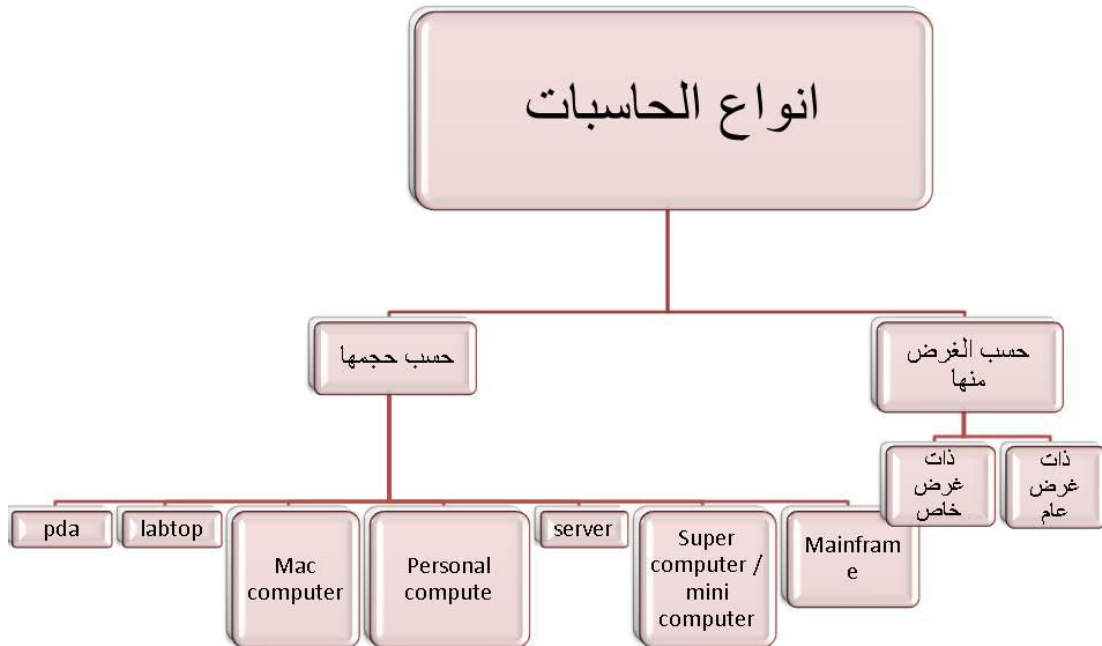 انواع الحاسبات
حسب الغرض
منها
حسب حجمها
ذات
غرض
عام
ذات
غرض
خاص
Mainfram
e
Super
computer /
mini
computer
server
Personal
compute
Mac
computer
labtop
pda